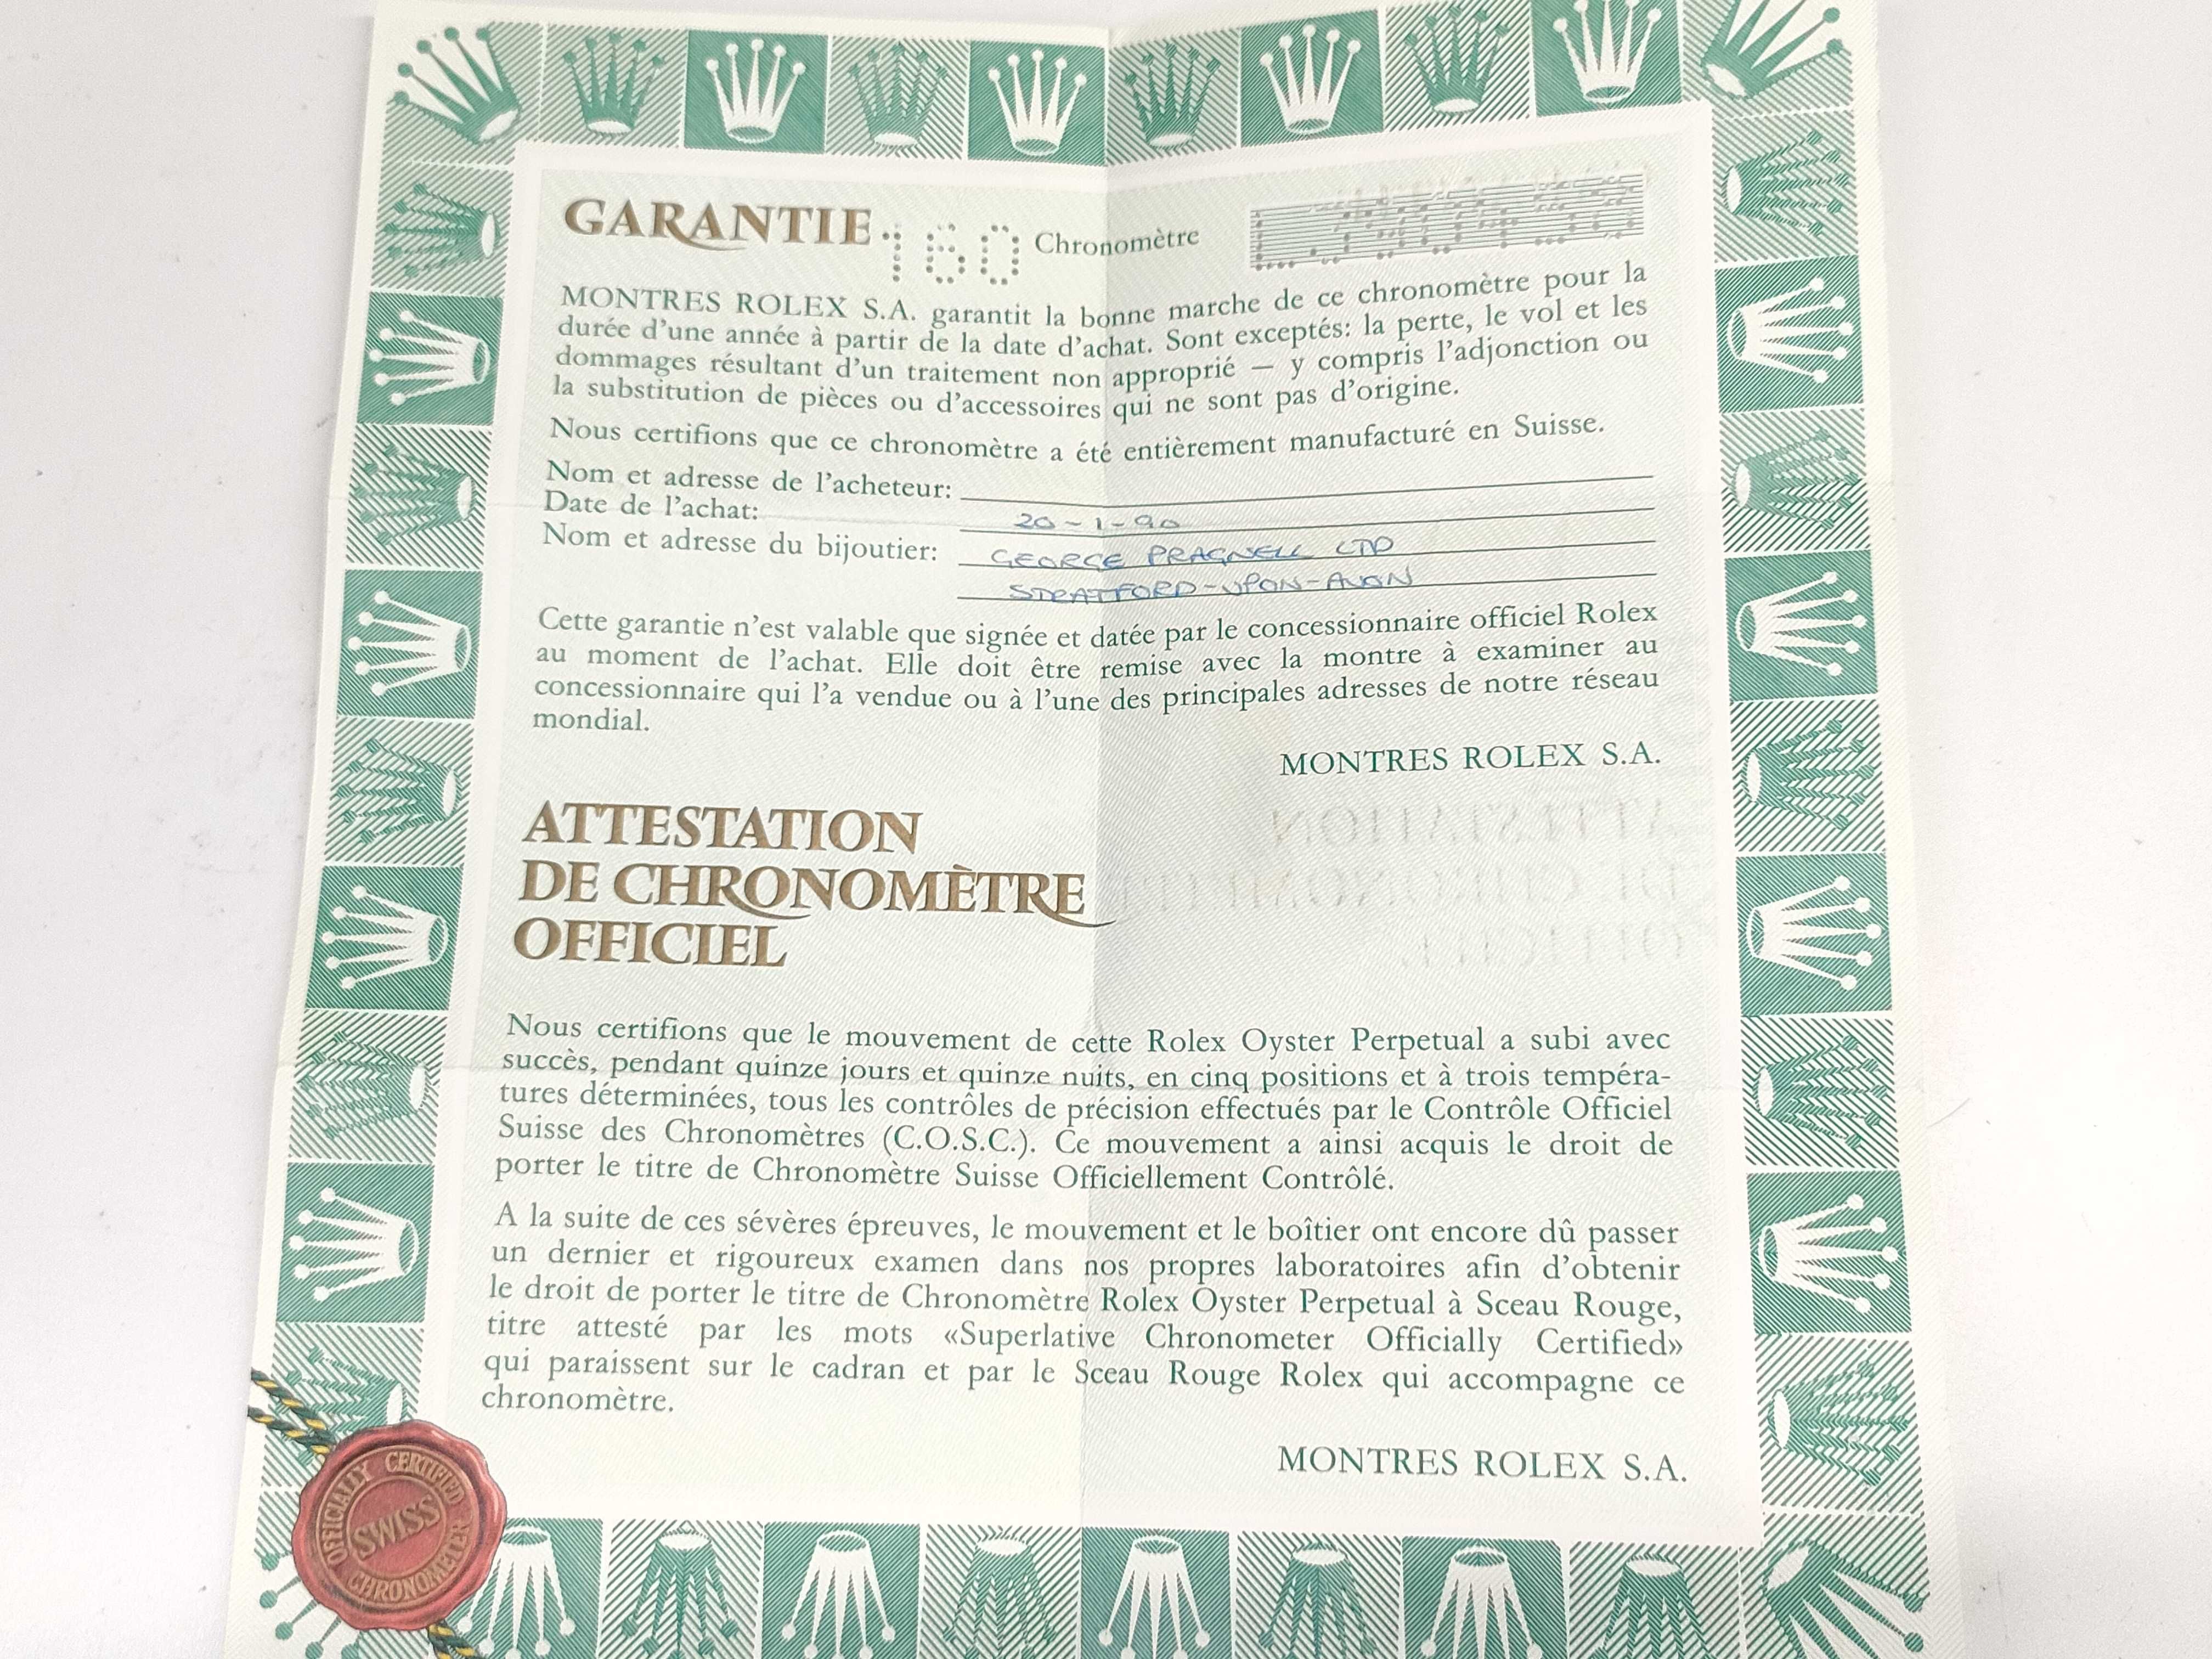 GARANTIE 160 Chronomètre
MONTRES ROLEX S.A. garantit la bonne marche de ce chronomètre pour la
durée d'une année à partir de la date d'achat. Sont exceptés: la perte, le vol et les
dommages résultant d'un traitement non approprié — y compris l'adjonction ou
la substitution de pièces ou d'accessoires qui ne sont pas d'origine.
Nous certifions que ce chronomètre a été entièrement manufacturé en Suisse.
Nom et adresse de l'acheteur:
Date de l'achat: 20-1-90
Nom et adresse du bijoutier: GEORGE PRAGNELL LTD
STRATFORD-UPON-AVON
Cette garantie n'est valable que signée et datée par le concessionnaire officiel Rolex
au moment de l'achat. Elle doit être remise avec la montre à examiner au
concessionnaire qui l'a vendue ou à l'une des principales adresses de notre réseau
mondial.
MONTRES ROLEX S.A.
ATTESTATION
DE CHRONOMÈTRE
OFFICIEL
Nous certifions que le mouvement de cette Rolex Oyster Perpetual a subi avec
succès, pendant quinze jours et quinze nuits, en cinq positions et à trois tempéra-
tures déterminées, tous les contrôles de précision effectués par le Contrôle Officiel
Suisse des Chronomètres (C.O.S.C.). Ce mouvement a ainsi acquis le droit de
porter le titre de Chronomètre Suisse Officiellement Contrôlé.
A la suite de ces sévères épreuves, le mouvement et le boîtier ont encore dû passer
un dernier et rigoureux examen dans nos propres laboratoires afin d'obtenir
le droit de porter le titre de Chronomètre Rolex Oyster Perpetual à Sceau Rouge,
titre attesté par les mots «Superlative Chronometer Officially Certified»
qui paraissent sur le cadran et par le Sceau Rouge Rolex qui accompagne ce
chronomètre.
MONTRES ROLEX S.A.
OFFICIALLY CERTIFIED
SWISS
CHRONOMETER